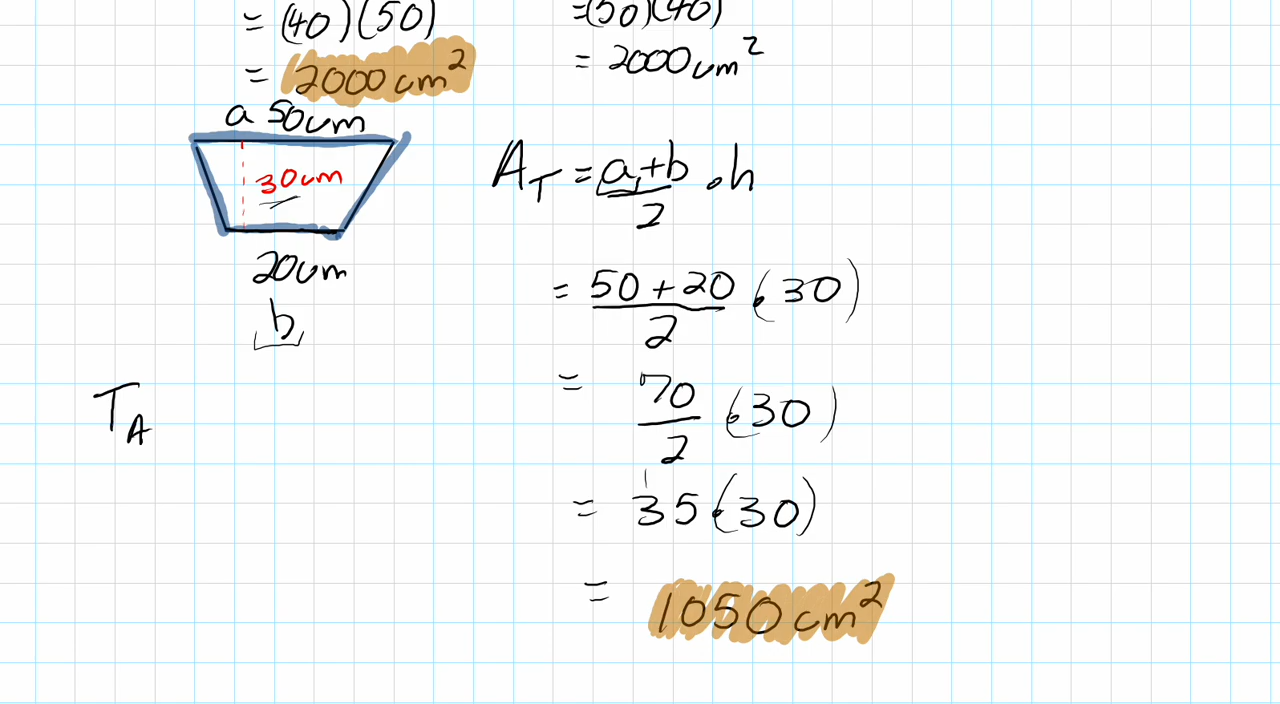 = (40)(50)
= 2000 cm²
=(50)(40)
= 2000 cm²
a 50cm
30cm
20cm
b
A_T = a+b/2 · h
= 50+20/2 · (30)
= 70/2 · (30)
= 35 · (30)
= 1050 cm²
T_A